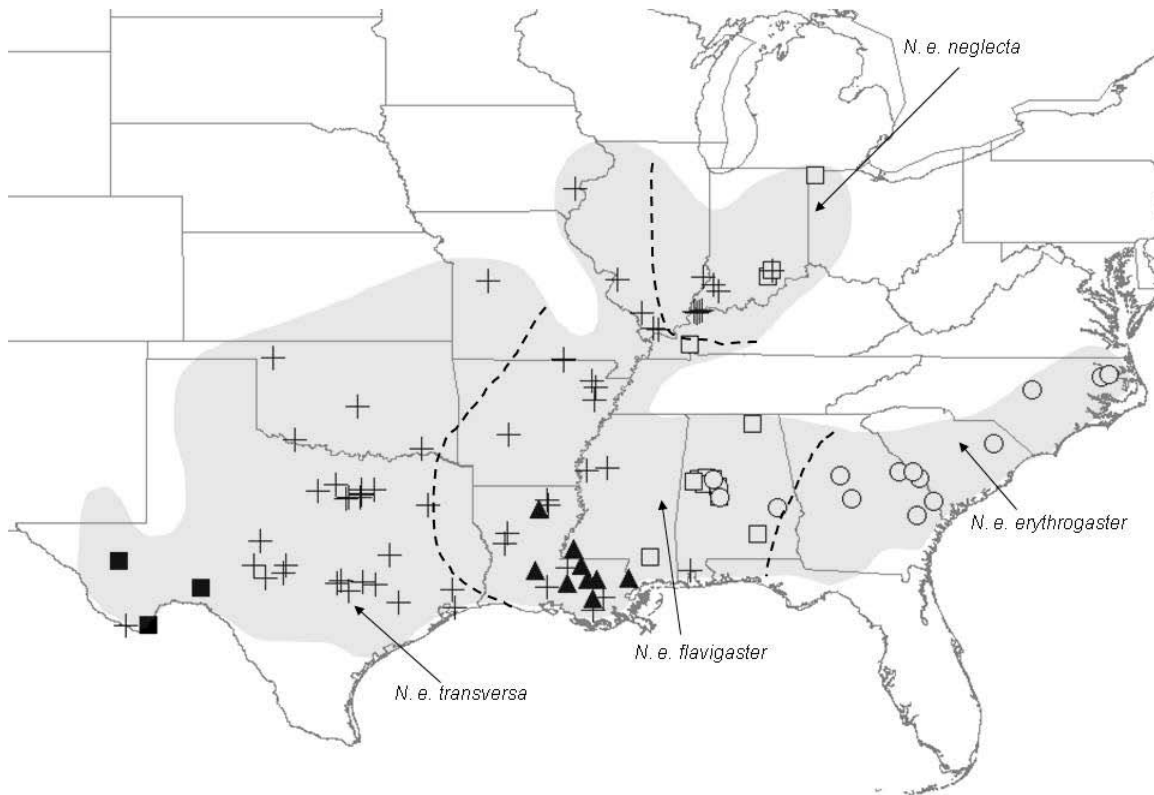 N. e. neglecta
N. e. erythrogaster
N. e. flavigaster
N. e. transversa